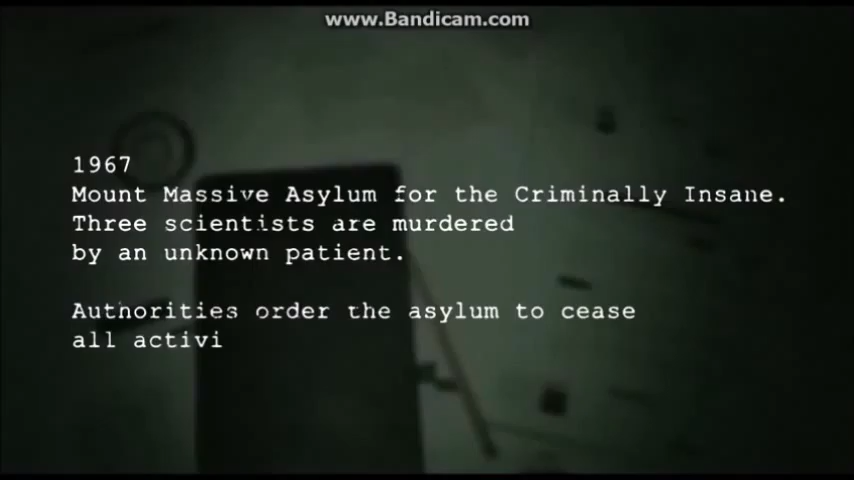 www.Bandicam.com
1967
Mount Massive Asylum for the Criminally Insane.
Three scientists are murdered
by an unknown patient.
Authorities order the asylum to cease
all activi